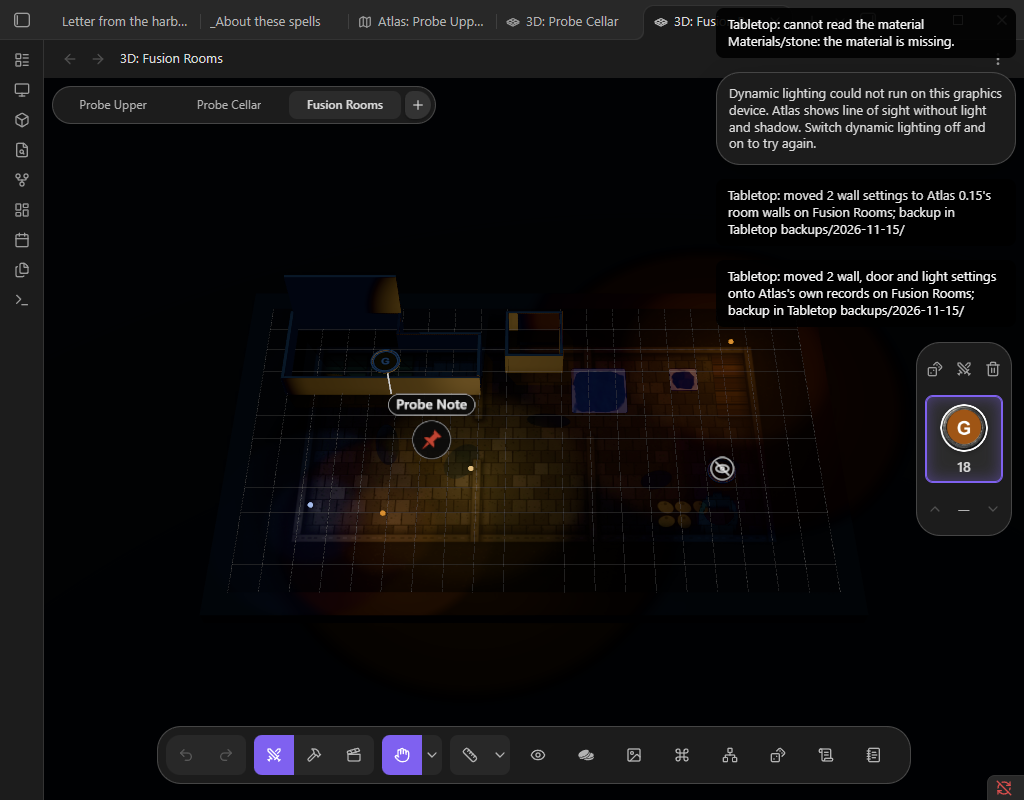 Letter from the harb...
_About these spells
Atlas: Probe Upp...
3D: Probe Cellar
3D: Fus
3D: Fusion Rooms
Probe Upper
Probe Cellar
Fusion Rooms
Tabletop: cannot read the material
Materials/stone: the material is missing.
Dynamic lighting could not run on this graphics
device. Atlas shows line of sight without light
and shadow. Switch dynamic lighting off and
on to try again.
Tabletop: moved 2 wall settings to Atlas 0.15's
room walls on Fusion Rooms; backup in
Tabletop backups/2026-11-15/
Tabletop: moved 2 wall, door and light settings
onto Atlas's own records on Fusion Rooms;
backup in Tabletop backups/2026-11-15/
G
Probe Note
G
18